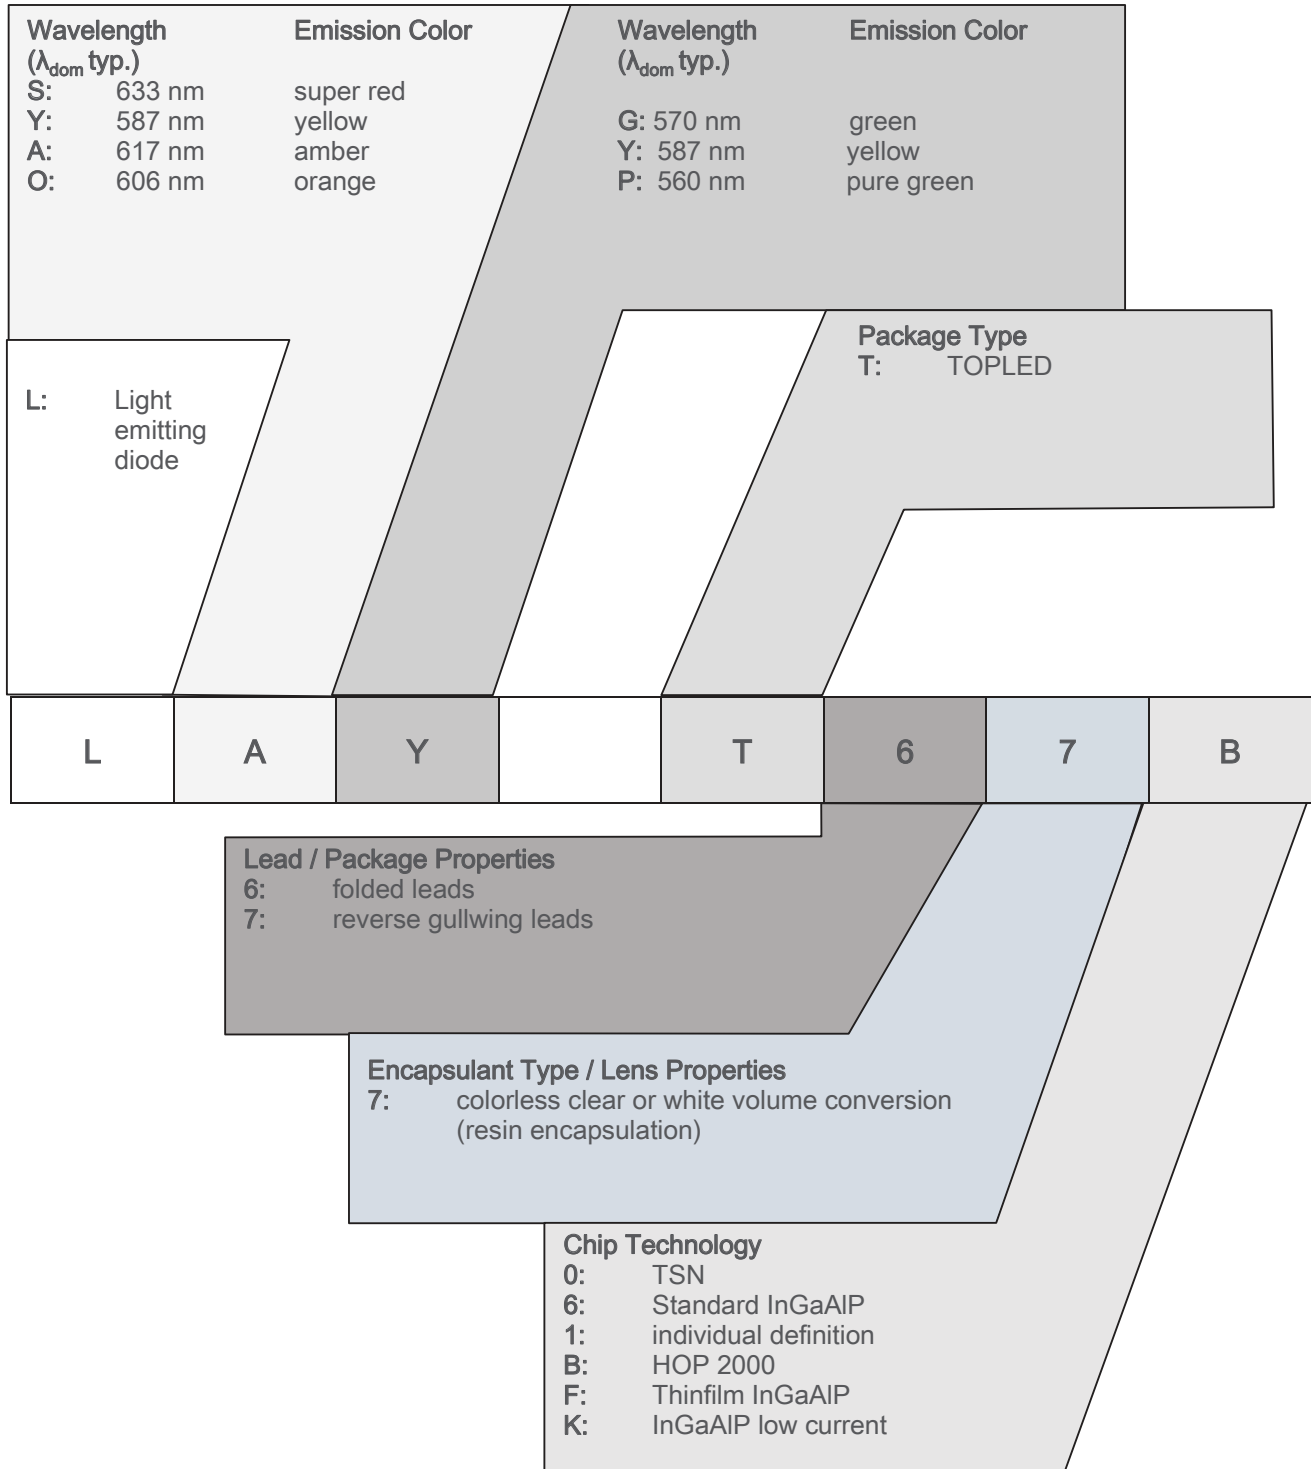 Wavelength Emission Color
(λdom typ.)
S: 633 nm super red
Y: 587 nm yellow
A: 617 nm amber
O: 606 nm orange
Wavelength Emission Color
(λdom typ.)
G: 570 nm green
Y: 587 nm yellow
P: 560 nm pure green
Package Type
T: TOPLED
L: Light
emitting
diode
L A Y T 6 7 B
Lead / Package Properties
6: folded leads
7: reverse gullwing leads
Encapsulant Type / Lens Properties
7: colorless clear or white volume conversion
(resin encapsulation)
Chip Technology
0: TSN
6: Standard InGaAlP
1: individual definition
B: HOP 2000
F: Thinfilm InGaAlP
K: InGaAlP low current